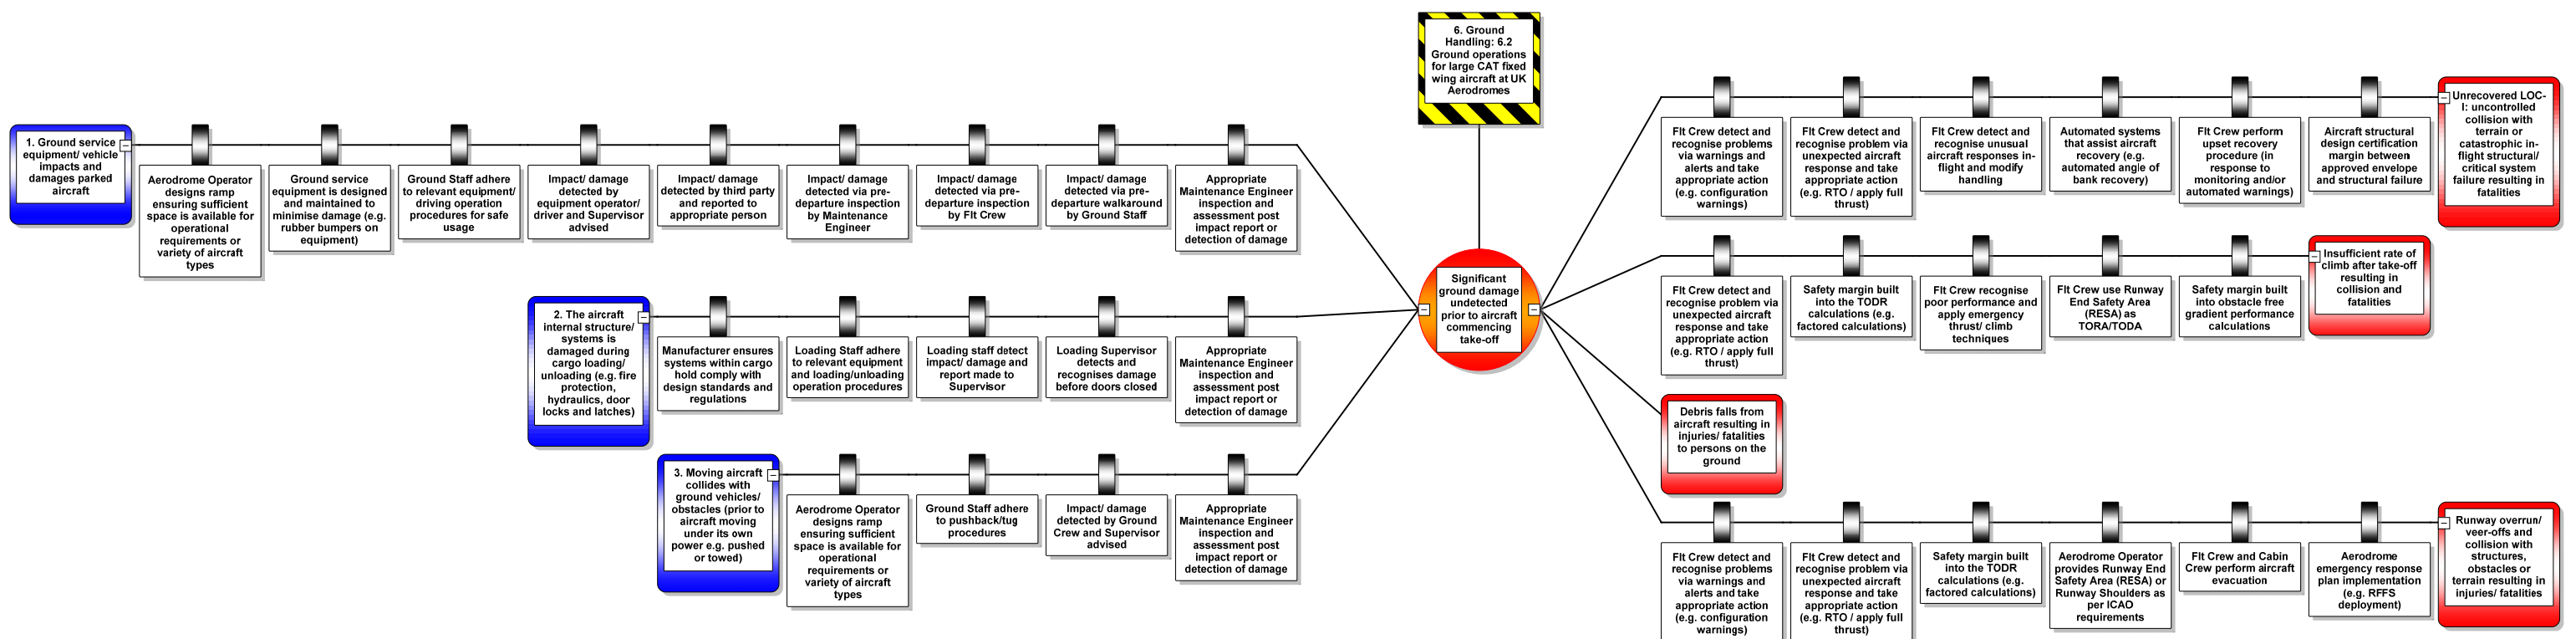 6. Ground
Handling: 6.2
Ground operations
for large CAT fixed
wing aircraft at UK
Aerodromes
1. Ground service
equipment/ vehicle
impacts and
damages parked
aircraft
Aerodrome Operator
designs ramp
ensuring sufficient
space is available for
operational
requirements or
variety of aircraft
types
Ground service
equipment is designed
and maintained to
minimise damage (e.g.
rubber bumpers on
equipment)
Ground Staff adhere
to relevant equipment/
driving operation
procedures for safe
usage
Impact/ damage
detected by
equipment operator/
driver and Supervisor
advised
Impact/ damage
detected by third party
and reported to
appropriate person
Impact/ damage
detected via pre-
departure inspection
by Maintenance
Engineer
Impact/ damage
detected via pre-
departure inspection
by Flt Crew
Impact/ damage
detected via pre-
departure walkaround
by Ground Staff
Appropriate
Maintenance Engineer
inspection and
assessment post
impact report or
detection of damage
2. The aircraft
internal structure/
systems is
damaged during
cargo loading/
unloading (e.g. fire
protection,
hydraulics, door
locks and latches)
Manufacturer ensures
systems within cargo
hold comply with
design standards and
regulations
Loading Staff adhere
to relevant equipment
and loading/unloading
operation procedures
Loading staff detect
impact/ damage and
report made to
Supervisor
Loading Supervisor
detects and
recognises damage
before doors closed
Appropriate
Maintenance Engineer
inspection and
assessment post
impact report or
detection of damage
3. Moving aircraft
collides with
ground vehicles/
obstacles (prior to
aircraft moving
under its own
power e.g. pushed
or towed)
Aerodrome Operator
designs ramp
ensuring sufficient
space is available for
operational
requirements or
variety of aircraft
types
Ground Staff adhere
to pushback/tug
procedures
Impact/ damage
detected by Ground
Crew and Supervisor
advised
Appropriate
Maintenance Engineer
inspection and
assessment post
impact report or
detection of damage
Significant
ground damage
undetected
prior to aircraft
commencing
take-off
Flt Crew detect and
recognise problems
via warnings and
alerts and take
appropriate action
(e.g. configuration
warnings)
Flt Crew detect and
recognise problem via
unexpected aircraft
response and take
appropriate action
(e.g. RTO / apply full
thrust)
Flt Crew detect and
recognise unusual
aircraft responses in-
flight and modify
handling
Automated systems
that assist aircraft
recovery (e.g.
automated angle of
bank recovery)
Flt Crew perform
upset recovery
procedure (in
response to
monitoring and/or
automated warnings)
Aircraft structural
design certification
margin between
approved envelope
and structural failure
Unrecovered LOC-
I: uncontrolled
collision with
terrain or
catastrophic in-
flight structural/
critical system
failure resulting in
fatalities
Flt Crew detect and
recognise problem via
unexpected aircraft
response and take
appropriate action
(e.g. RTO / apply full
thrust)
Safety margin built
into the TODR
calculations (e.g.
factored calculations)
Flt Crew recognise
poor performance and
apply emergency
thrust/ climb
techniques
Flt Crew use Runway
End Safety Area
(RESA) as
TORA/TODA
Safety margin built
into obstacle free
gradient performance
calculations
Insufficient rate of
climb after take-off
resulting in
collision and
fatalities
Debris falls from
aircraft resulting in
injuries/ fatalities
to persons on the
ground
Flt Crew detect and
recognise problems
via warnings and
alerts and take
appropriate action
(e.g. configuration
warnings)
Flt Crew detect and
recognise problem via
unexpected aircraft
response and take
appropriate action
(e.g. RTO / apply full
thrust)
Safety margin built
into the TODR
calculations (e.g.
factored calculations)
Aerodrome Operator
provides Runway End
Safety Area (RESA) or
Runway Shoulders as
per ICAO
requirements
Flt Crew and Cabin
Crew perform aircraft
evacuation
Aerodrome
emergency response
plan implementation
(e.g. RFFS
deployment)
Runway overrun/
veer-offs and
collision with
structures,
obstacles or
terrain resulting in
injuries/ fatalities